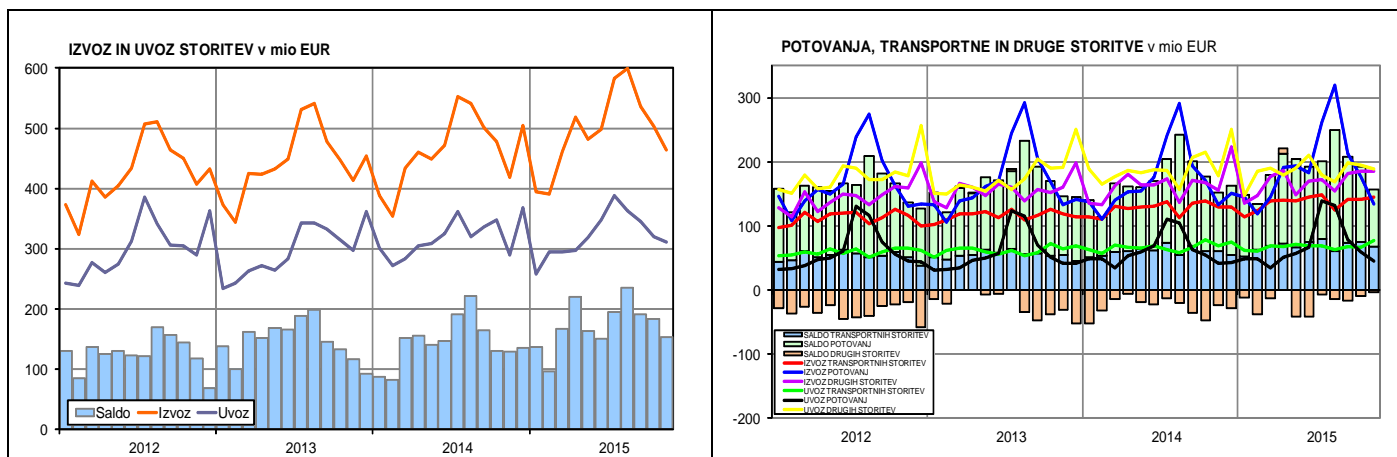 IZVOZ IN UVOZ STORITEV v mio EUR
600
500
400
300
200
100
0
Saldo Izvoz Uvoz
2012 2013 2014 2015
POTOVANJA, TRANSPORTNE IN DRUGE STORITVE v mio EUR
300
200
100
0
-100
-200
SALDO TRANSPORTNIH STORITEV
SALDO POTOVANJ
SALDO DRUGIH STORITEV
IZVOZ TRANSPORTNIH STORITEV
IZVOZ POTOVANJ
IZVOZ DRUGIH STORITEV
UVOZ TRANSPORTNIH STORITEV
UVOZ POTOVANJ
UVOZ DRUGIH STORITEV
2012 2013 2014 2015